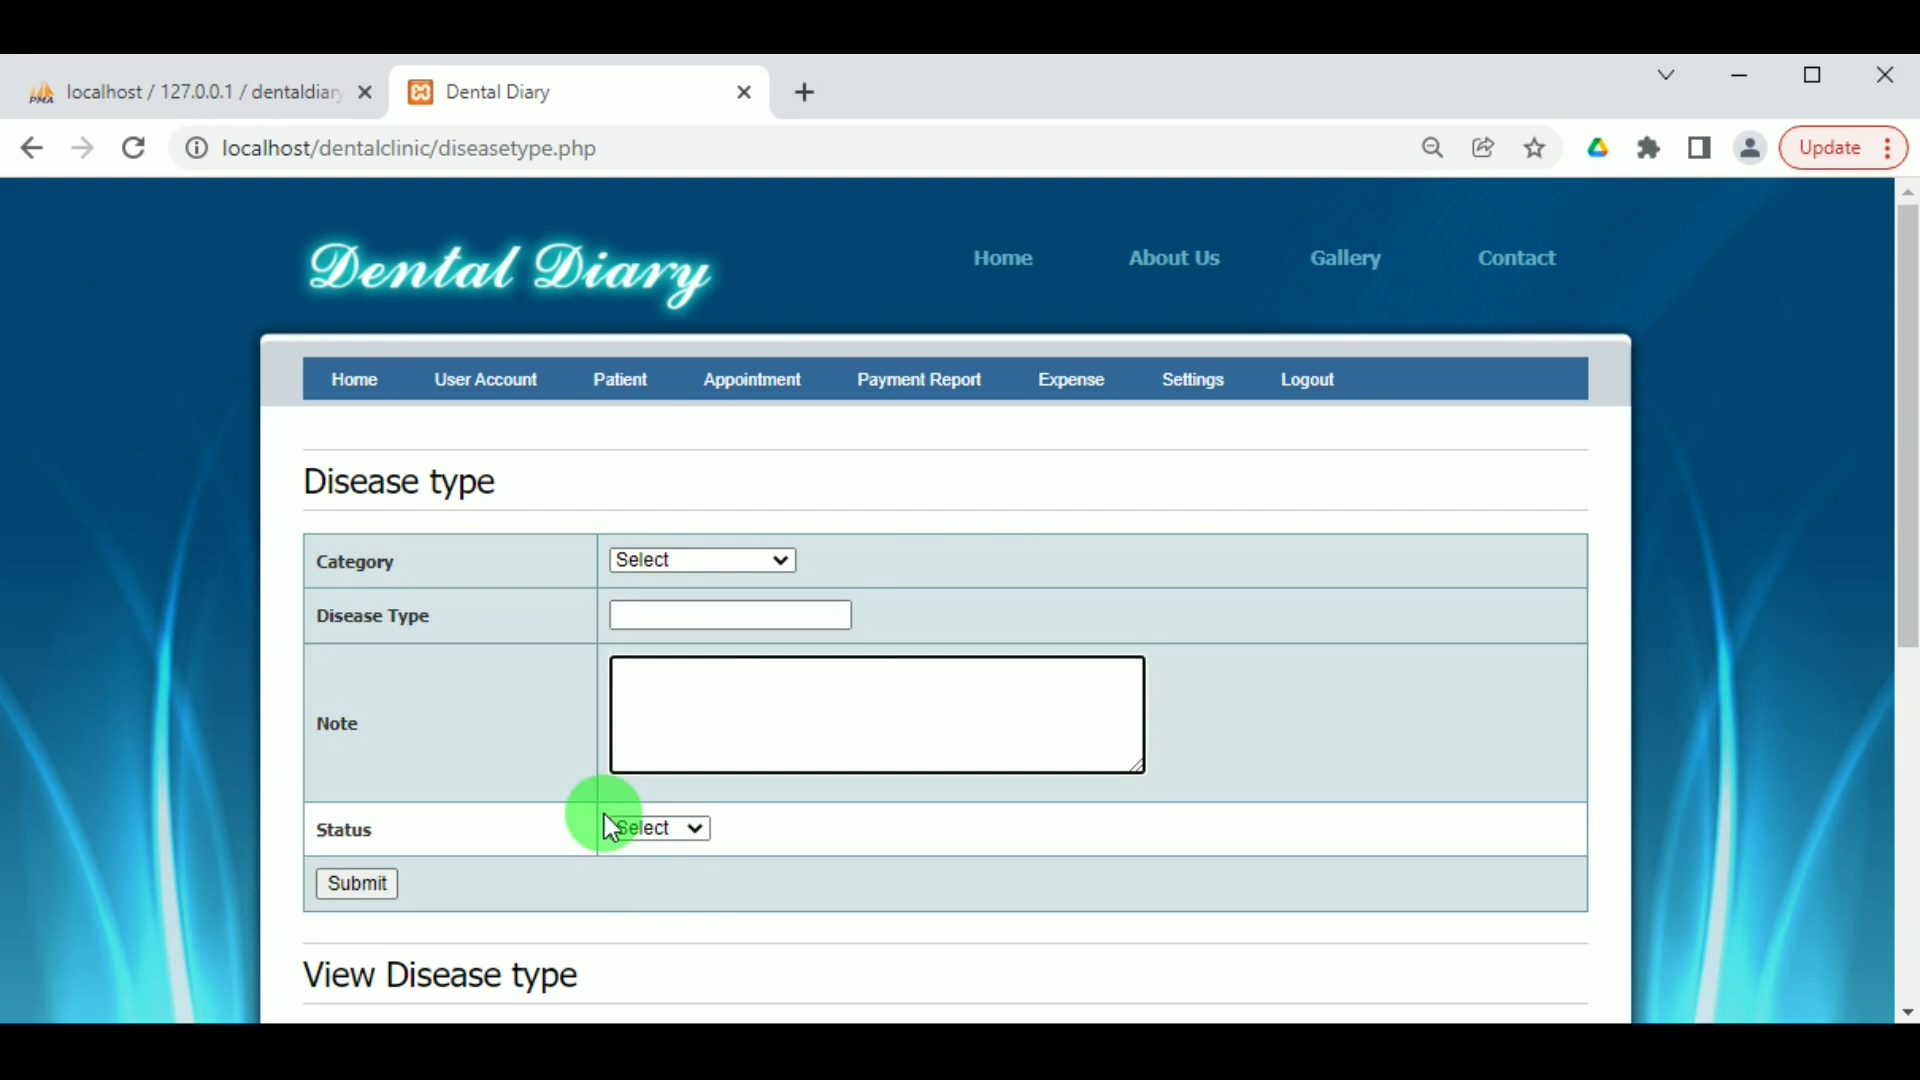 localhost / 127.0.0.1 / dentaldiary
Dental Diary
localhost/dentalclinic/diseasetype.php
Update
Dental Diary
Home About Us Gallery Contact
Home User Account Patient Appointment Payment Report Expense Settings Logout
Disease type
Category Select
Disease Type
Note
Status Select
Submit
View Disease type